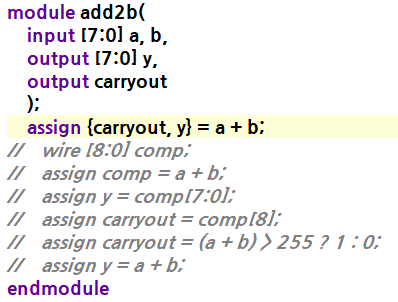 module add2b(
input [7:0] a, b,
output [7:0] y,
output carryout
);
assign {carryout, y} = a + b;
// wire [8:0] comp;
// assign comp = a + b;
// assign y = comp[7:0];
// assign carryout = comp[8];
// assign carryout = (a + b) > 255 ? 1 : 0;
// assign y = a + b;
endmodule